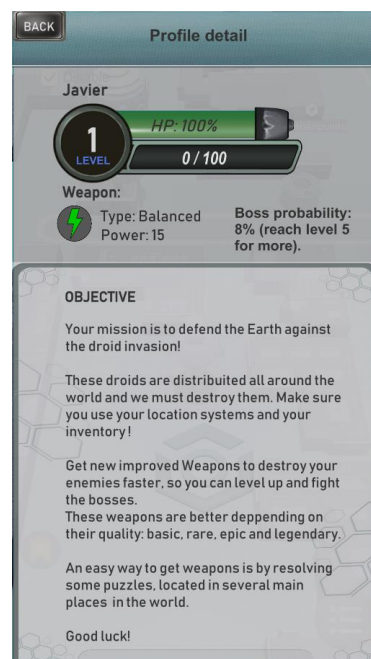 BACK
Profile detail
Javier
HP: 100%
1
LEVEL
0 / 100
Weapon:
Type: Balanced
Power: 15
Boss probability:
8% (reach level 5
for more).
OBJECTIVE
Your mission is to defend the Earth against
the droid invasion!
These droids are distribuited all around the
world and we must destroy them. Make sure
you use your location systems and your
inventory!
Get new improved Weapons to destroy your
enemies faster, so you can level up and fight
the bosses.
These weapons are better deppending on
their quality: basic, rare, epic and legendary.
An easy way to get weapons is by resolving
some puzzles, located in several main
places in the world.
Good luck!